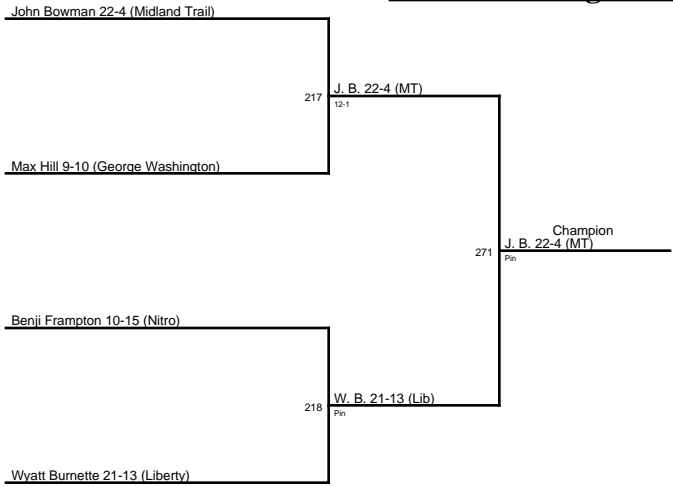 John Bowman 22-4 (Midland Trail)
217
J. B. 22-4 (MT)
12-1
Max Hill 9-10 (George Washington)
Champion
271
J. B. 22-4 (MT)
Pin
Benji Frampton 10-15 (Nitro)
218
W. B. 21-13 (Lib)
Pin
Wyatt Burnette 21-13 (Liberty)